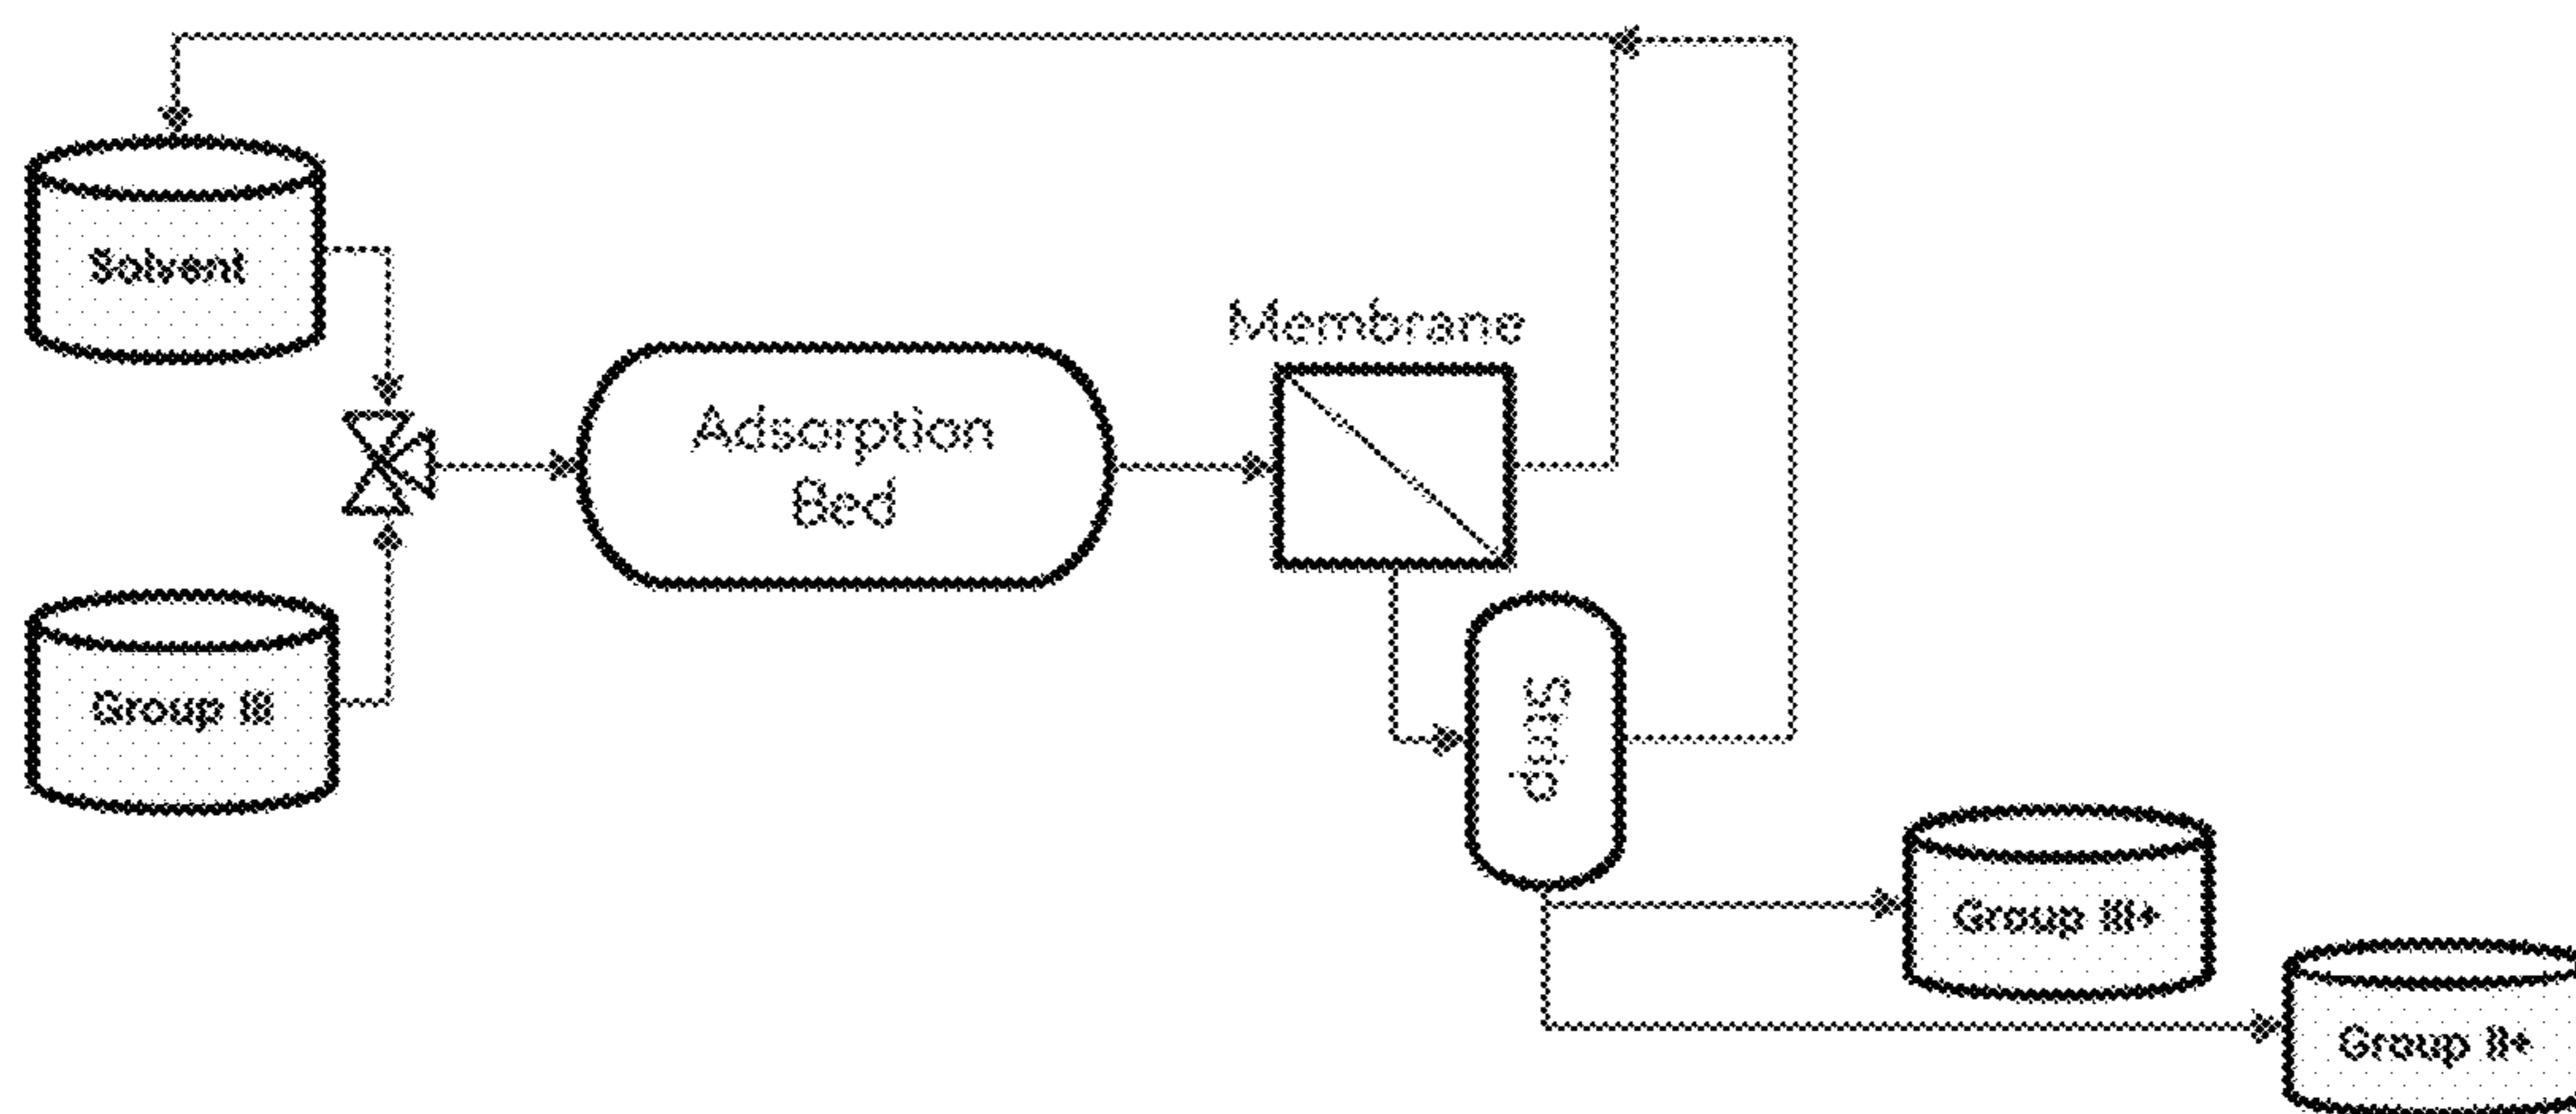 Solvent
Membrane
Adsorption
Bed
Group III
Strip
Group III+
Group II+